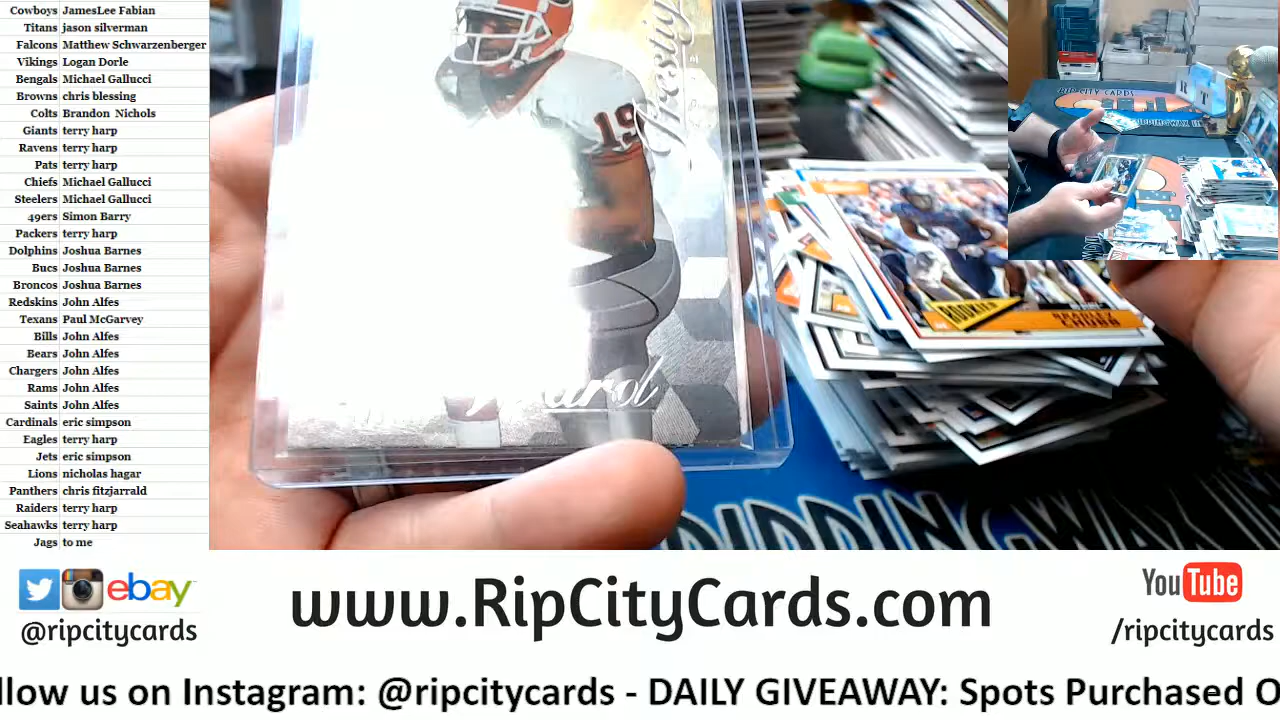 Cowboys JamesLee Fabian
Titans jason silverman
Falcons Matthew Schwarzenberger
Vikings Logan Dorle
Bengals Michael Gallucci
Browns chris blessing
Colts Brandon Nichols
Giants terry harp
Ravens terry harp
Pats terry harp
Chiefs Michael Gallucci
Steelers Michael Gallucci
49ers Simon Barry
Packers terry harp
Dolphins Joshua Barnes
Bucs Joshua Barnes
Broncos Joshua Barnes
Redskins John Alfes
Texans Paul McGarvey
Bills John Alfes
Bears John Alfes
Chargers John Alfes
Rams John Alfes
Saints John Alfes
Cardinals eric simpson
Eagles terry harp
Jets eric simpson
Lions nicholas hagar
Panthers chris fitzjarrald
Raiders terry harp
Seahawks terry harp
Jags to me
19
ROOKIES
BRADLEY
CHUBB
RIP CITY CARDS
ebay
@ripcitycards
www.RipCityCards.com
YouTube
/ripcitycards
llow us on Instagram: @ripcitycards - DAILY GIVEAWAY: Spots Purchased O